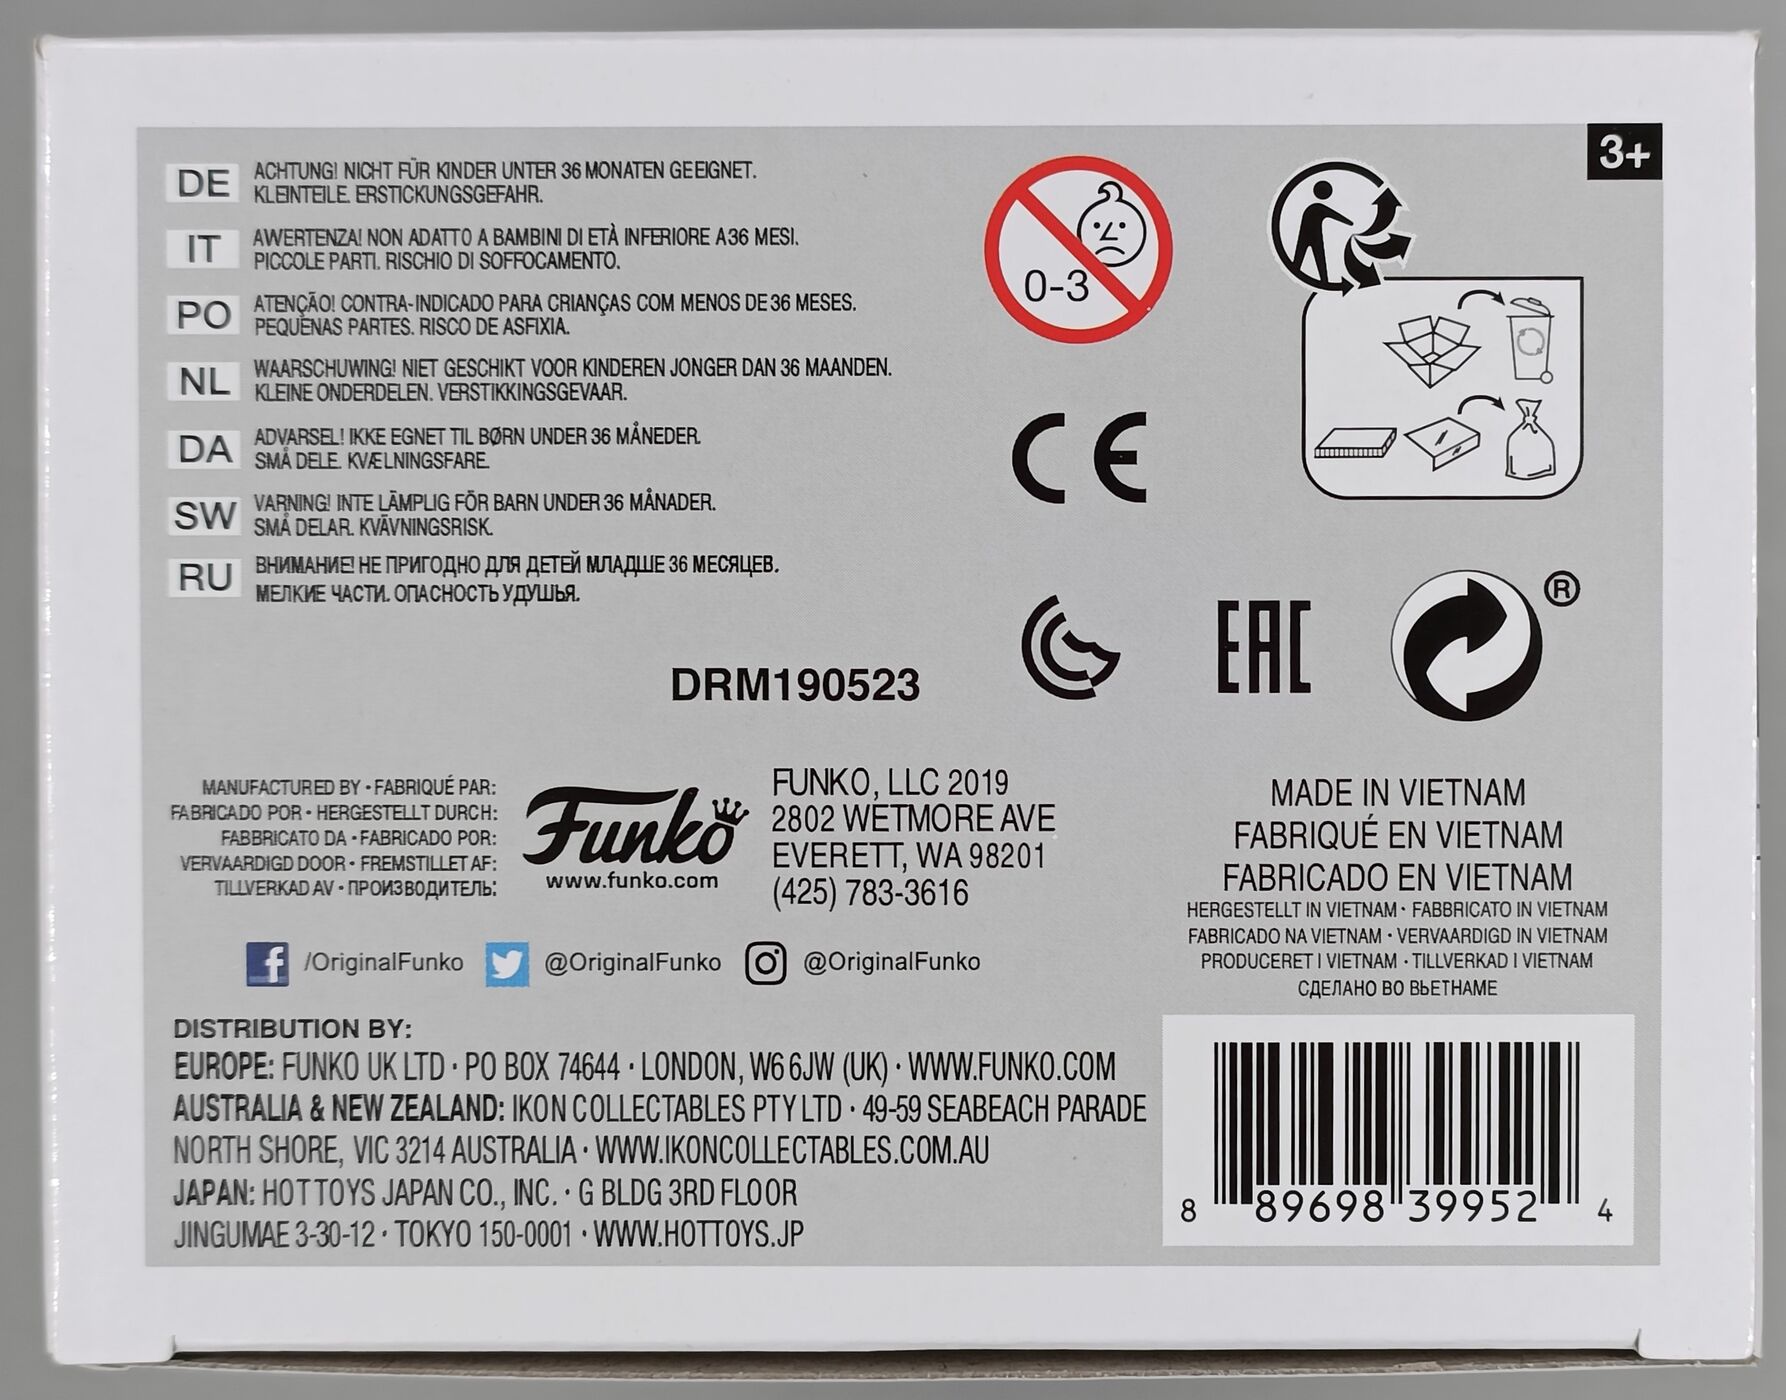 3+
DE ACHTUNG! NICHT FÜR KINDER UNTER 36 MONATEN GEEIGNET.
KLEINTEILE. ERSTICKUNGSGEFAHR.
IT AWERTENZA! NON ADATTO A BAMBINI DI ETÀ INFERIORE A 36 MESI.
PICCOLE PARTI. RISCHIO DI SOFFOCAMENTO.
PO ATENÇÃO! CONTRA-INDICADO PARA CRIANÇAS COM MENOS DE 36 MESES.
PEQUENAS PARTES. RISCO DE ASFIXIA.
NL WAARSCHUWING! NIET GESCHIKT VOOR KINDEREN JONGER DAN 36 MAANDEN.
KLEINE ONDERDELEN. VERSTIKKINGSGEVAAR.
DA ADVARSEL! IKKE EGNET TIL BØRN UNDER 36 MÅNEDER.
SMÅ DELE. KVÆLNINGSFARE.
SW VARNING! INTE LÄMPLIG FÖR BARN UNDER 36 MÅNADER.
SMÅ DELAR. KVÄVNINGSRISK.
RU ВНИМАНИЕ! НЕ ПРИГОДНО ДЛЯ ДЕТЕЙ МЛАДШЕ 36 МЕСЯЦЕВ.
МЕЛКИЕ ЧАСТИ. ОПАСНОСТЬ УДУШЬЯ.
0-3
CE
EAC
®
DRM190523
MANUFACTURED BY • FABRIQUÉ PAR:
FABRICADO POR • HERGESTELLT DURCH:
FABBRICATO DA • FABRICADO POR:
VERVAARDIGD DOOR • FREMSTILLET AF:
TILLVERKAD AV • ПРОИЗВОДИТЕЛЬ:
Funko
www.funko.com
FUNKO, LLC 2019
2802 WETMORE AVE
EVERETT, WA 98201
(425) 783-3616
MADE IN VIETNAM
FABRIQUÉ EN VIETNAM
FABRICADO EN VIETNAM
HERGESTELLT IN VIETNAM • FABBRICATO IN VIETNAM
FABRICADO NA VIETNAM • VERVAARDIGD IN VIETNAM
PRODUCERET I VIETNAM • TILLVERKAD I VIETNAM
СДЕЛАНО ВО ВЬЕТНАМЕ
f /OriginalFunko @OriginalFunko @OriginalFunko
DISTRIBUTION BY:
EUROPE: FUNKO UK LTD • PO BOX 74644 • LONDON, W6 6JW (UK) • WWW.FUNKO.COM
AUSTRALIA & NEW ZEALAND: IKON COLLECTABLES PTY LTD • 49-59 SEABEACH PARADE
NORTH SHORE, VIC 3214 AUSTRALIA • WWW.IKONCOLLECTABLES.COM.AU
JAPAN: HOT TOYS JAPAN CO., INC. • G BLDG 3RD FLOOR
JINGUMAE 3-30-12 • TOKYO 150-0001 • WWW.HOTTOYS.JP
8 89698 39952 4